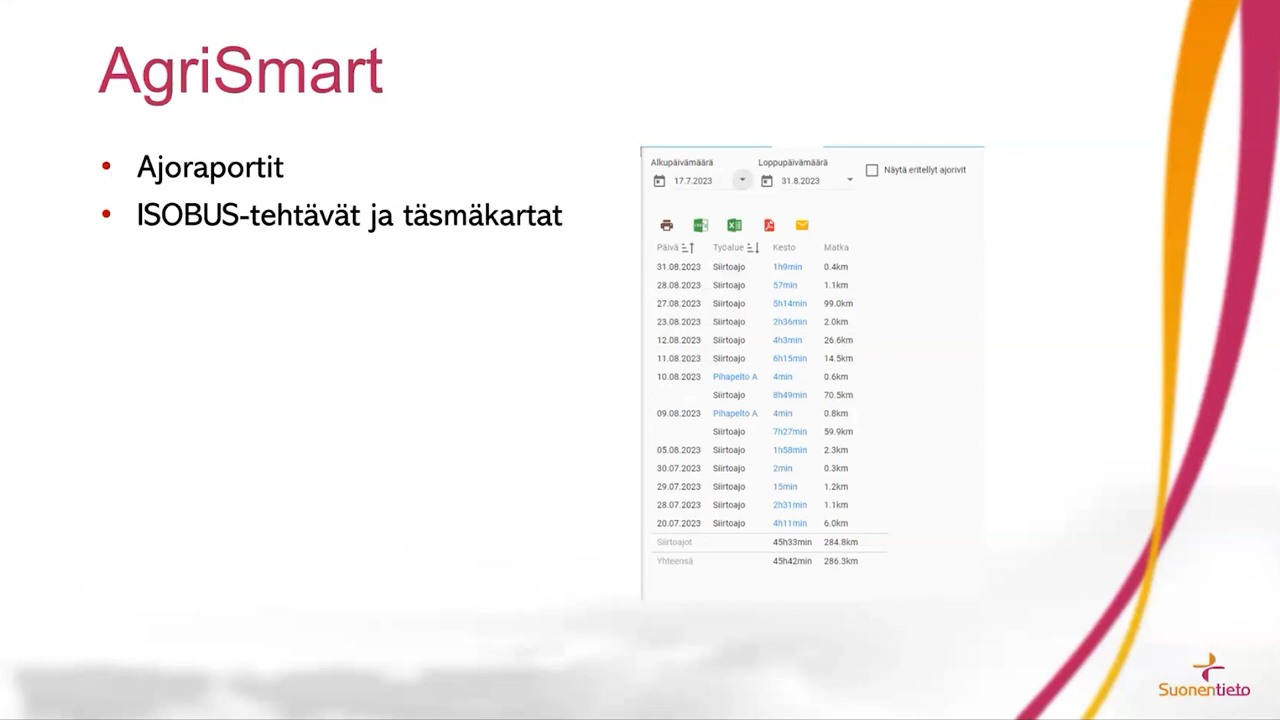 AgriSmart
• Ajoraportit
• ISOBUS-tehtävät ja täsmäkartat
Alkupäivämäärä Loppupäivämäärä
17.7.2023 31.8.2023 Näytä eritellyt ajorivit
Päivä Työalue Kesto Matka
31.08.2023 Siirtoajo 1h9min 0.4km
28.08.2023 Siirtoajo 57min 1.1km
27.08.2023 Siirtoajo 5h14min 99.0km
23.08.2023 Siirtoajo 2h36min 2.0km
12.08.2023 Siirtoajo 4h3min 26.6km
11.08.2023 Siirtoajo 6h15min 14.5km
10.08.2023 Pihapelto A 4min 0.6km
Siirtoajo 8h49min 70.5km
09.08.2023 Pihapelto A 4min 0.8km
Siirtoajo 7h27min 59.9km
05.08.2023 Siirtoajo 1h58min 2.3km
30.07.2023 Siirtoajo 2min 0.3km
29.07.2023 Siirtoajo 15min 1.2km
28.07.2023 Siirtoajo 2h31min 1.1km
20.07.2023 Siirtoajo 4h11min 6.0km
Siirtoajot 45h33min 284.8km
Yhteensä 45h42min 286.3km
Suonentieto